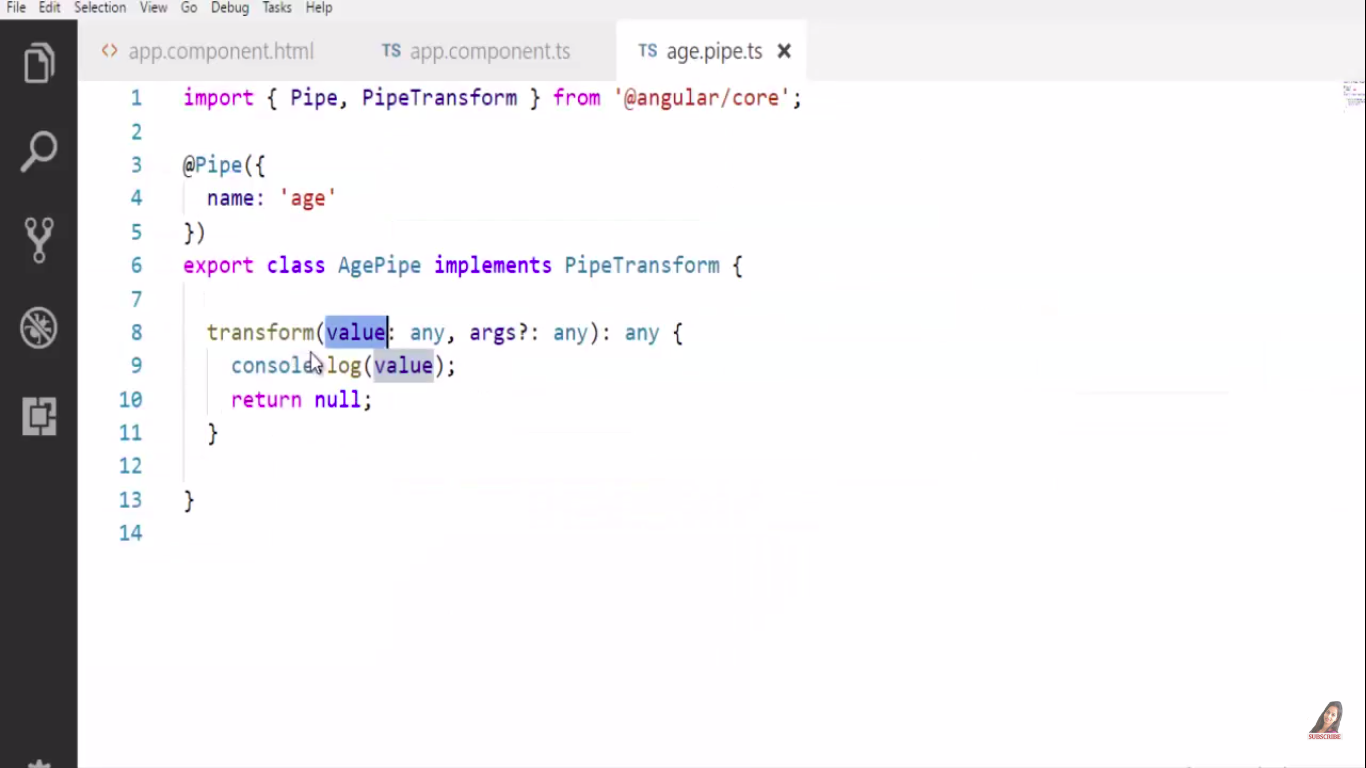 File Edit Selection View Go Debug Tasks Help
<> app.component.html TS app.component.ts TS age.pipe.ts ×
1 import { Pipe, PipeTransform } from '@angular/core';
2
3 @Pipe({
4 name: 'age'
5 })
6 export class AgePipe implements PipeTransform {
7
8 transform(value: any, args?: any): any {
9 console.log(value);
10 return null;
11 }
12
13 }
14
SUBSCRIBE